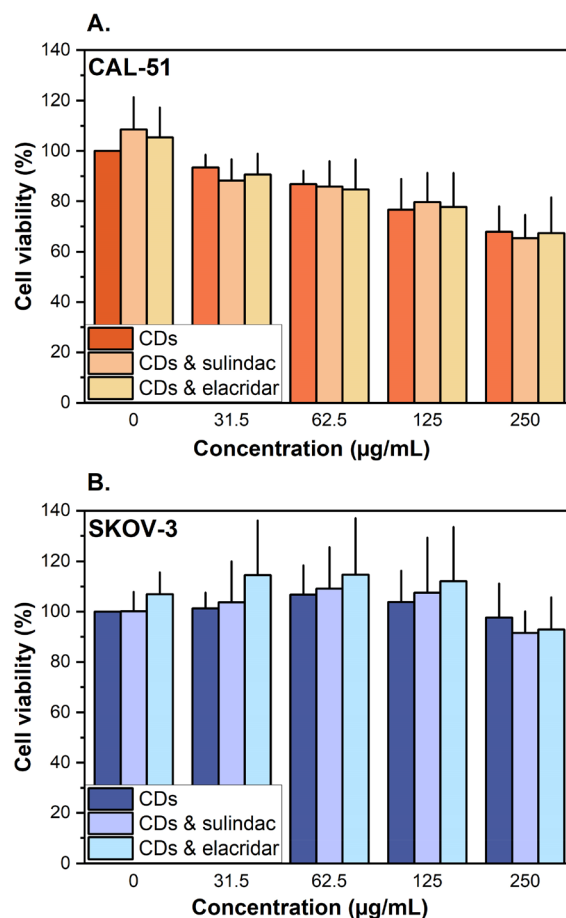 A.
CAL-51
140
120
100
80
60
40
20
0
Cell viability (%)
CDs
CDs & sulindac
CDs & elacridar
0 31.5 62.5 125 250
Concentration (µg/mL)
B.
SKOV-3
140
120
100
80
60
40
20
0
Cell viability (%)
CDs
CDs & sulindac
CDs & elacridar
0 31.5 62.5 125 250
Concentration (µg/mL)